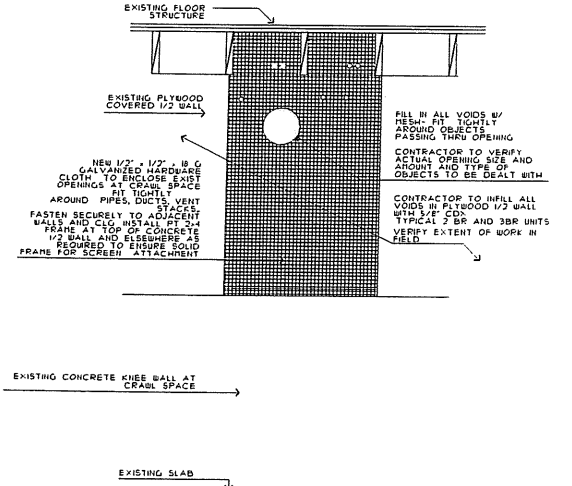 EXISTING FLOOR
STRUCTURE
EXISTING PLYWOOD
COVERED 1/2 WALL
NEW 1/2" x 1/2" x 18 G
GALVANIZED HARDWARE
CLOTH TO ENCLOSE EXIST
OPENINGS AT CRAWL SPACE
FIT TIGHTLY
AROUND PIPES, DUCTS, VENT
STACKS,
FASTEN SECURELY TO ADJACENT
WALLS AND CLG INSTALL PT 2x4
FRAME AT TOP OF CONCRETE
1/2 WALL AND ELSEWHERE AS
REQUIRED TO ENSURE SOLID
FRAME FOR SCREEN ATTACHMENT
FILL IN ALL VOIDS W/
MESH- FIT TIGHTLY
AROUND OBJECTS
PASSING THRU OPENING
CONTRACTOR TO VERIFY
ACTUAL OPENING SIZE AND
AMOUNT AND TYPE OF
OBJECTS TO BE DEALT WITH
CONTRACTOR TO INFILL ALL
VOIDS IN PLYWOOD 1/2 WALL
WITH 5/8" CDX
TYPICAL 2 BR AND 3BR UNITS
VERIFY EXTENT OF WORK IN
FIELD
EXISTING CONCRETE KNEE WALL AT
CRAWL SPACE
EXISTING SLAB